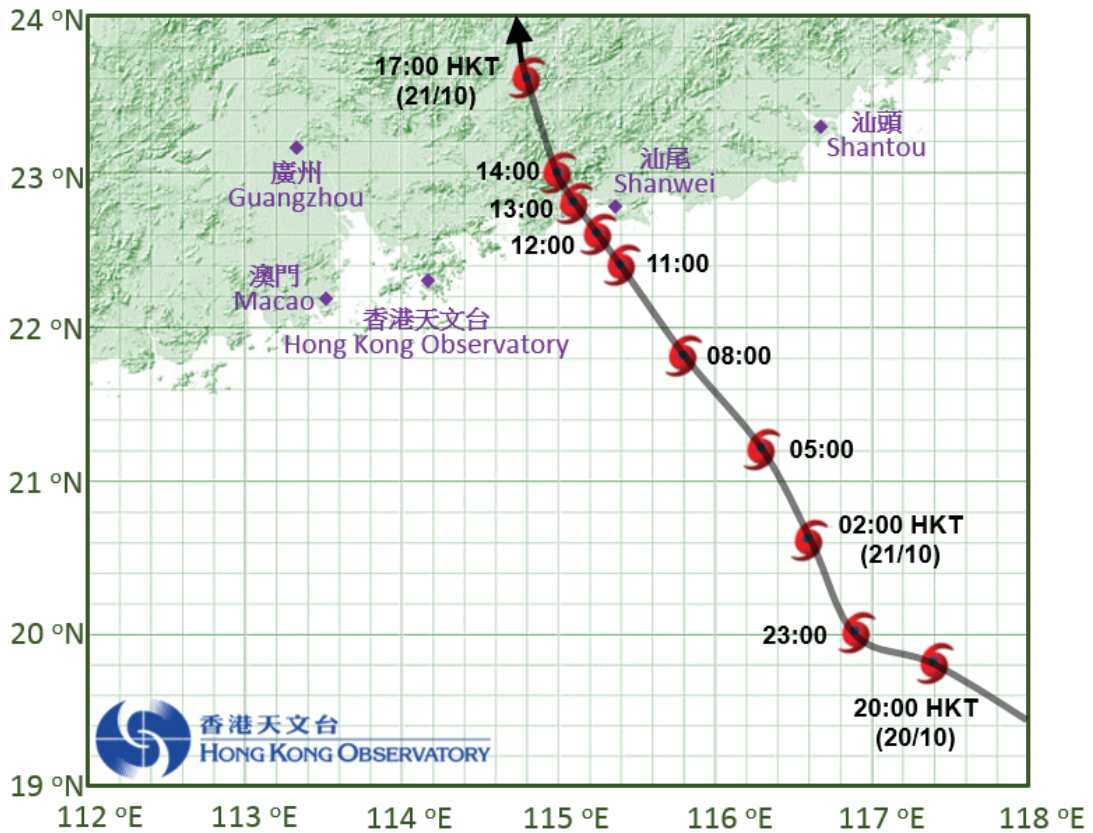 24 °N
17:00 HKT
(21/10)
汕頭
Shantou
汕尾
Shanwei
14:00
23 °N
廣州
Guangzhou
13:00
12:00
11:00
澳門
Macao
香港天文台
Hong Kong Observatory
22 °N
08:00
05:00
21 °N
02:00 HKT
(21/10)
20 °N
23:00
20:00 HKT
(20/10)
香港天文台
HONG KONG OBSERVATORY
19 °N
112 °E
113 °E
114 °E
115 °E
116 °E
117 °E
118 °E